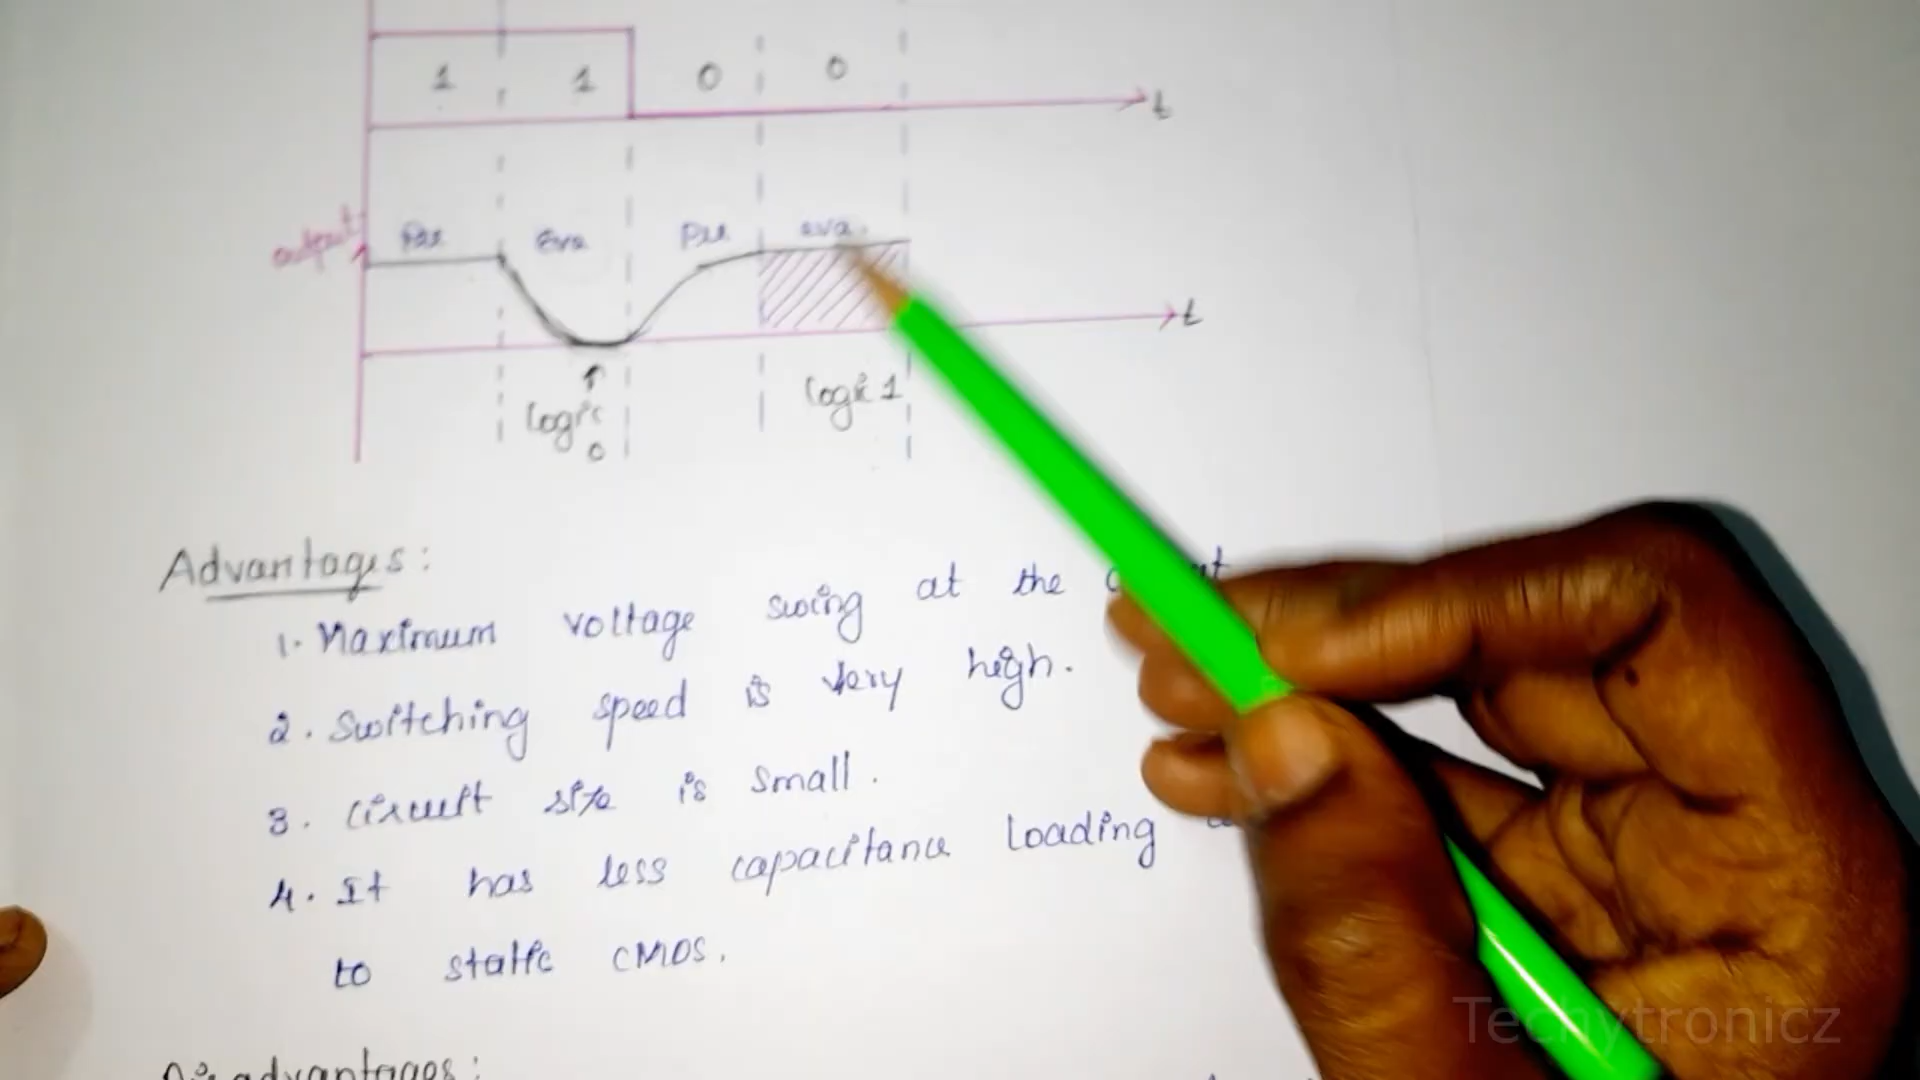 1 1 0 0 t
output Pre Eva Pre eva. t
logic 0 logic 1
Advantages:
1. Maximum voltage swing at the
2. Switching speed is very high.
3. circuit size is small.
4. It has less capacitance loading
to static CMOS.
Disadvantages:
Techytronicz